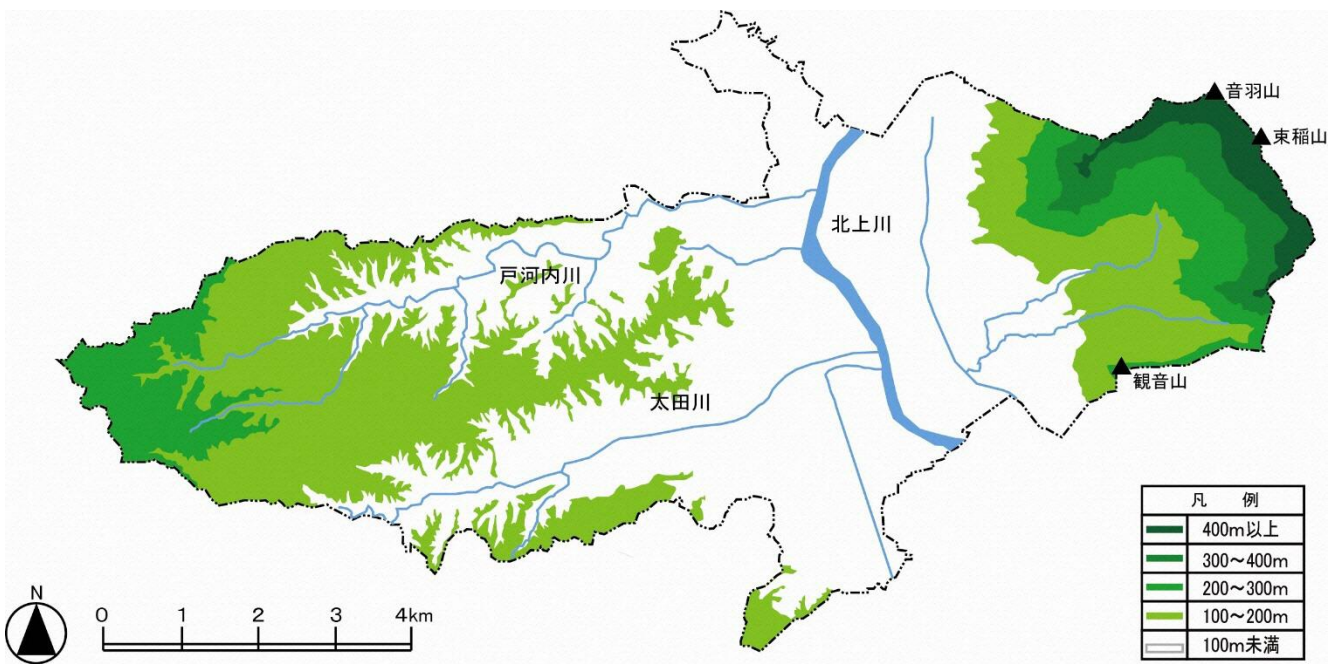 音羽山
束稲山
北上川
戸河内川
観音山
太田川
凡 例
400m以上
300～400m
200～300m
100～200m
100m未満
N
0 1 2 3 4km